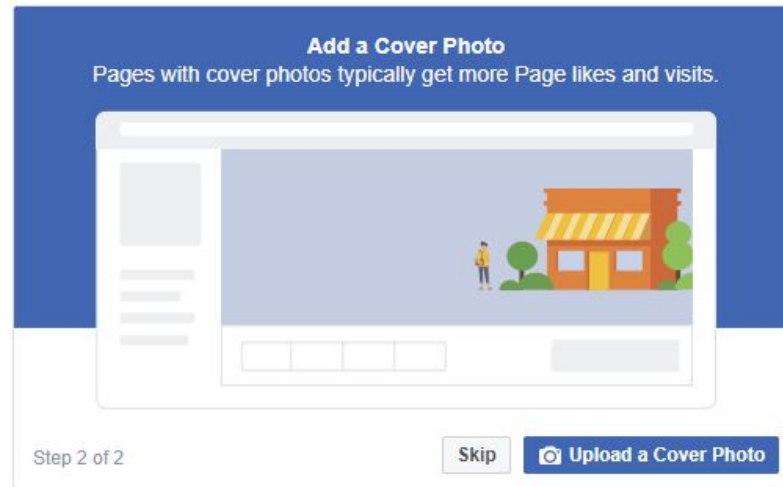 Add a Cover Photo
Pages with cover photos typically get more Page likes and visits.
Step 2 of 2
Skip
Upload a Cover Photo